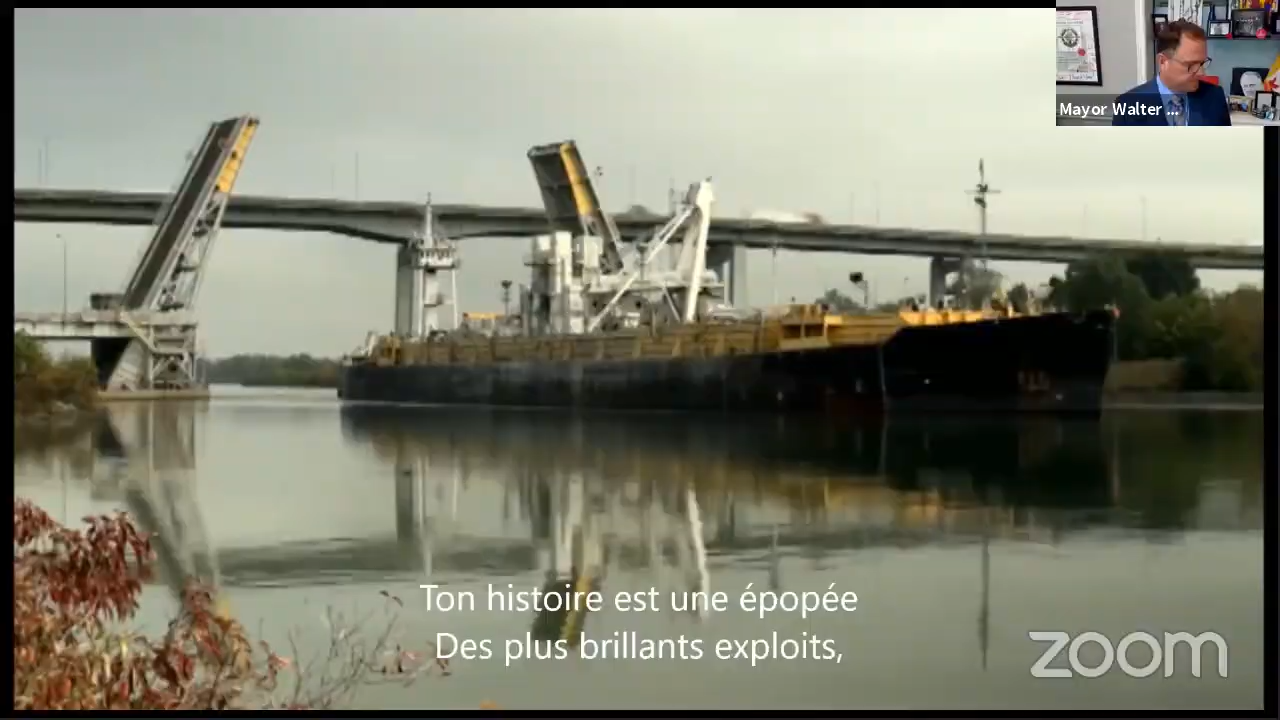 Mayor Walter ...
Ton histoire est une épopée
Des plus brillants exploits,
zoom